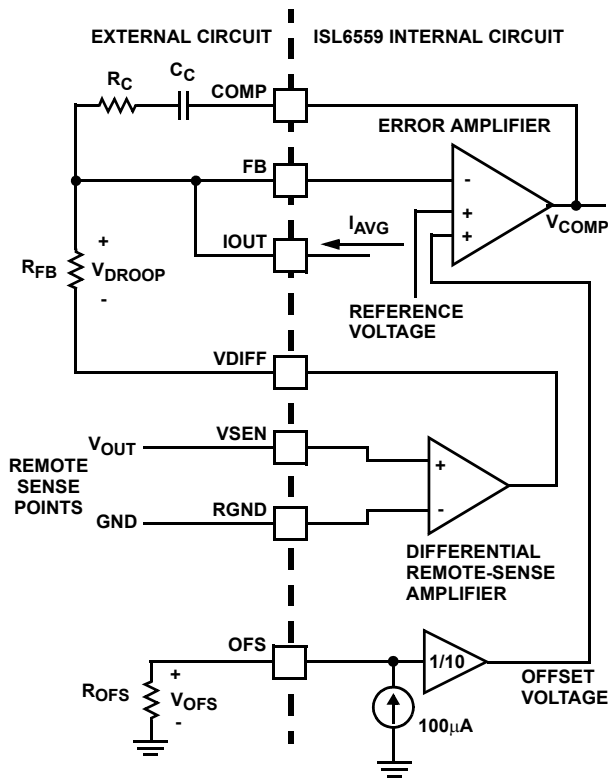 EXTERNAL CIRCUIT
ISL6559 INTERNAL CIRCUIT
RC
CC
COMP
ERROR AMPLIFIER
FB
-
+
+
VCOMP
IAVG
IOUT
+
RFB
VDROOP
-
REFERENCE
VOLTAGE
VDIFF
VOUT
VSEN
+
REMOTE
SENSE
POINTS
GND
RGND
-
DIFFERENTIAL
REMOTE-SENSE
AMPLIFIER
OFS
1/10
OFFSET
VOLTAGE
+
ROFS
VOFS
-
100μA